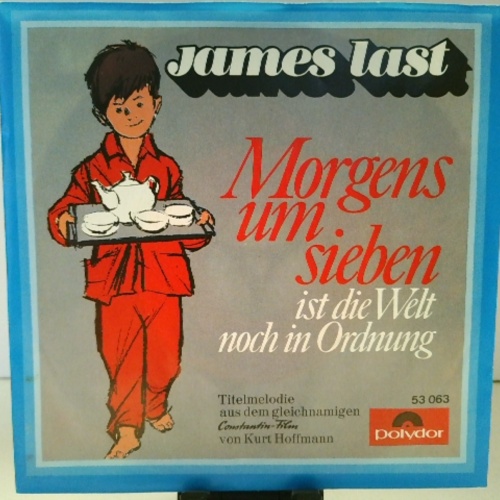 James last
Morgens
um
sieben
ist die Welt
noch in Ordnung
Titelmelodie
aus dem gleichnamigen
Constantin-Film
von Kurt Hoffmann
53 063
polydor